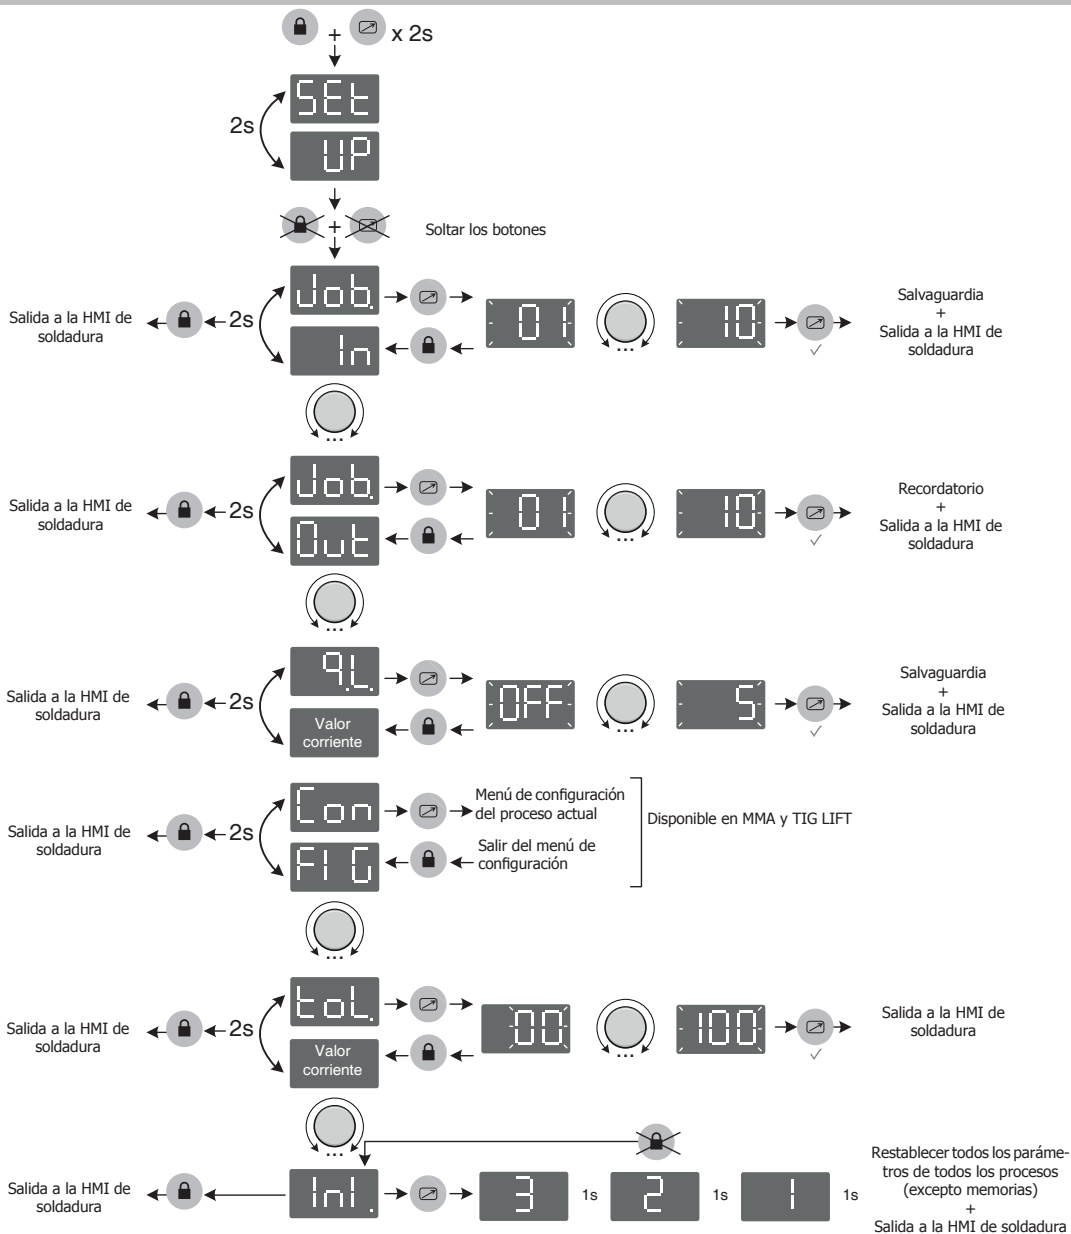 + x 2s
SEt
2s
UP
+ Soltar los botones
Job.
Salida a la HMI de
soldadura
2s
In
01
...
10
✓
Salvaguardia
+
Salida a la HMI de
soldadura
...
Job.
Salida a la HMI de
soldadura
2s
Out
01
...
10
✓
Recordatorio
+
Salida a la HMI de
soldadura
...
q.L.
Salida a la HMI de
soldadura
2s
Valor
corriente
OFF
...
5
✓
Salvaguardia
+
Salida a la HMI de
soldadura
Con
Salida a la HMI de
soldadura
2s
FIG
Menú de configuración
del proceso actual
Salir del menú de
configuración
Disponible en MMA y TIG LIFT
...
toL.
Salida a la HMI de
soldadura
2s
Valor
corriente
00
...
100
✓
Salida a la HMI de
soldadura
...
Salida a la HMI de
soldadura
InI.
3
1s
2
1s
1
1s
Restablecer todos los paráme-
tros de todos los procesos
(excepto memorias)
+
Salida a la HMI de soldadura